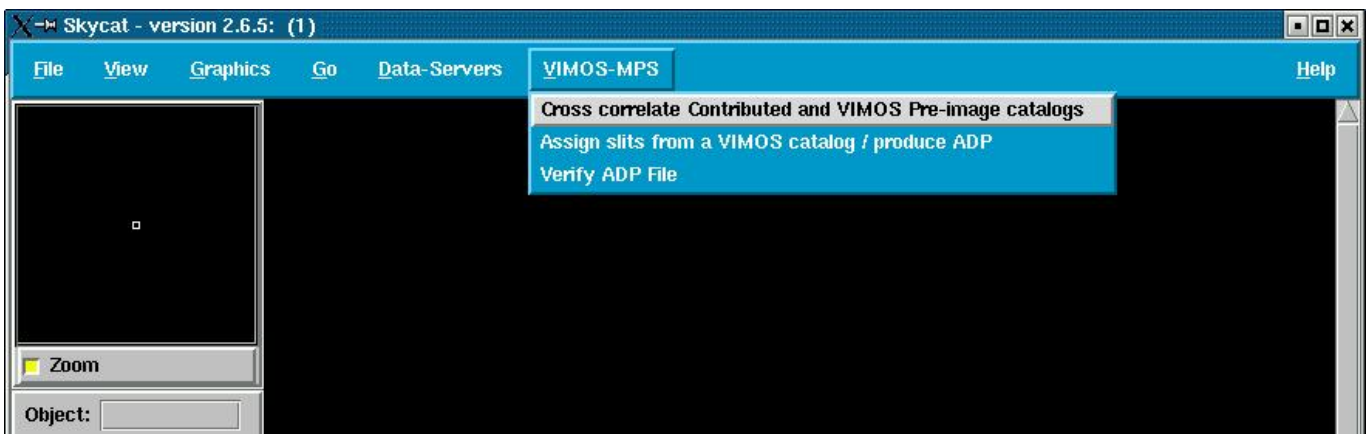 Skycat - version 2.6.5: (1)
File View Graphics Go Data-Servers VIMOS-MPS Help
Cross correlate Contributed and VIMOS Pre-image catalogs
Assign slits from a VIMOS catalog / produce ADP
Verify ADP File
Zoom
Object: